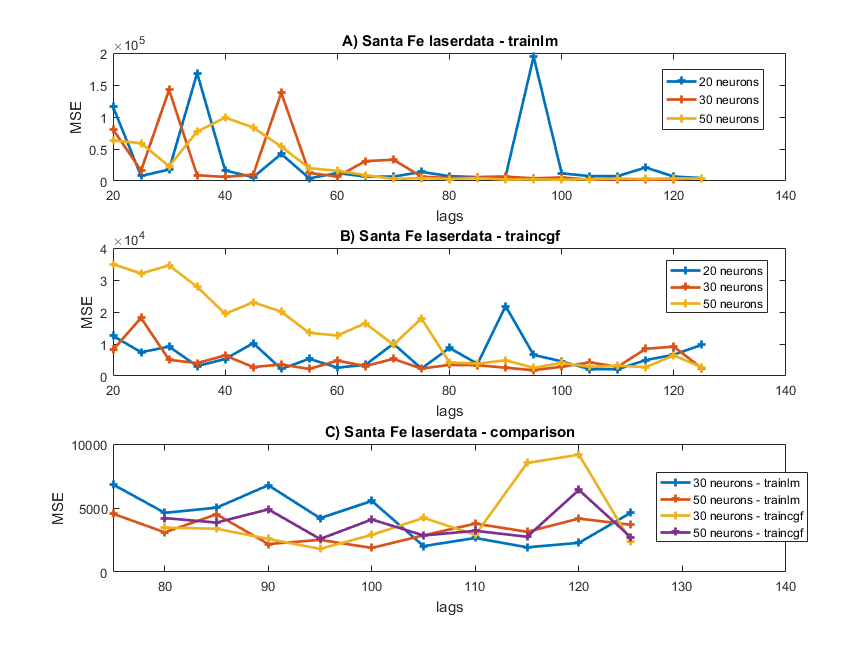 A) Santa Fe laserdata - trainlm
×10^5
2
1.5
1
0.5
0
MSE
20 40 60 80 100 120 140
lags
20 neurons
30 neurons
50 neurons
B) Santa Fe laserdata - traincgf
×10^4
4
3
2
1
0
MSE
20 40 60 80 100 120 140
lags
20 neurons
30 neurons
50 neurons
C) Santa Fe laserdata - comparison
10000
5000
0
MSE
80 90 100 110 120 130 140
lags
30 neurons - trainlm
50 neurons - trainlm
30 neurons - traincgf
50 neurons - traincgf